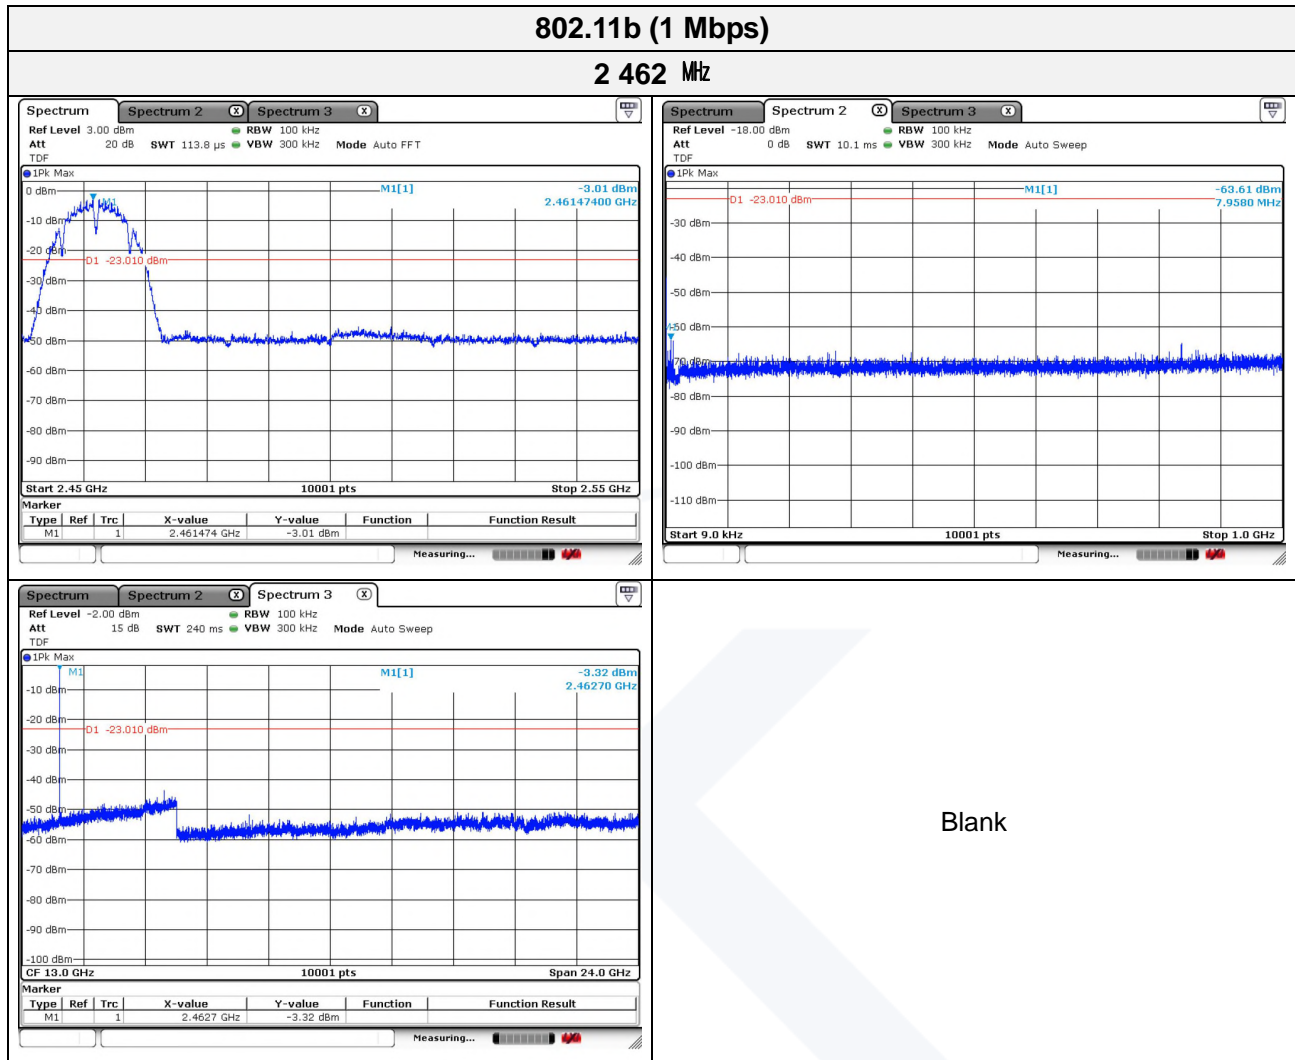 802.11b (1 Mbps)
2 462 ㎒
Spectrum Spectrum 2 X Spectrum 3 X
Ref Level 3.00 dBm RBW 100 kHz
Att 20 dB SWT 113.8 µs VBW 300 kHz Mode Auto FFT
TDF
1Pk Max
M1[1] -3.01 dBm
2.46147400 GHz
M1
0 dBm
-10 dBm
-20 dBm
D1 -23.010 dBm
-30 dBm
-40 dBm
-50 dBm
-60 dBm
-70 dBm
-80 dBm
-90 dBm
Start 2.45 GHz 10001 pts Stop 2.55 GHz
Marker
Type Ref Trc X-value Y-value Function Function Result
M1 1 2.461474 GHz -3.01 dBm
Measuring...
Spectrum Spectrum 2 X Spectrum 3 X
Ref Level -18.00 dBm RBW 100 kHz
Att 0 dB SWT 10.1 ms VBW 300 kHz Mode Auto Sweep
TDF
1Pk Max
M1[1] -63.61 dBm
7.9580 MHz
D1 -23.010 dBm
-30 dBm
-40 dBm
-50 dBm
-60 dBm
-70 dBm
-80 dBm
-90 dBm
-100 dBm
-110 dBm
Start 9.0 kHz 10001 pts Stop 1.0 GHz
Measuring...
Spectrum Spectrum 2 X Spectrum 3 X
Ref Level -2.00 dBm RBW 100 kHz
Att 15 dB SWT 240 ms VBW 300 kHz Mode Auto Sweep
TDF
1Pk Max
M1 M1[1] -3.32 dBm
2.46270 GHz
-10 dBm
-20 dBm
D1 -23.010 dBm
-30 dBm
-40 dBm
-50 dBm
-60 dBm
-70 dBm
-80 dBm
-90 dBm
-100 dBm
CF 13.0 GHz 10001 pts Span 24.0 GHz
Marker
Type Ref Trc X-value Y-value Function Function Result
M1 1 2.4627 GHz -3.32 dBm
Measuring...
Blank